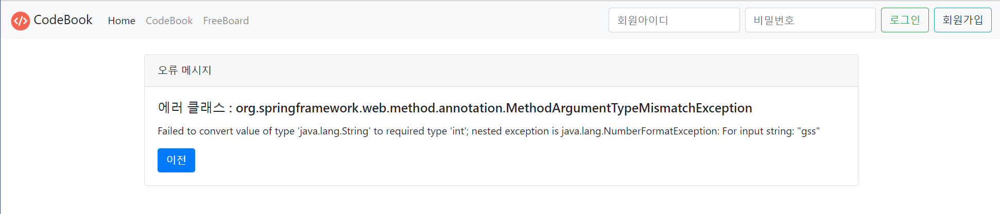 </> CodeBook Home CodeBook FreeBoard 회원아이디 비밀번호 로그인 회원가입
오류 메시지
에러 클래스 : org.springframework.web.method.annotation.MethodArgumentTypeMismatchException
Failed to convert value of type 'java.lang.String' to required type 'int'; nested exception is java.lang.NumberFormatException: For input string: "gss"
이전